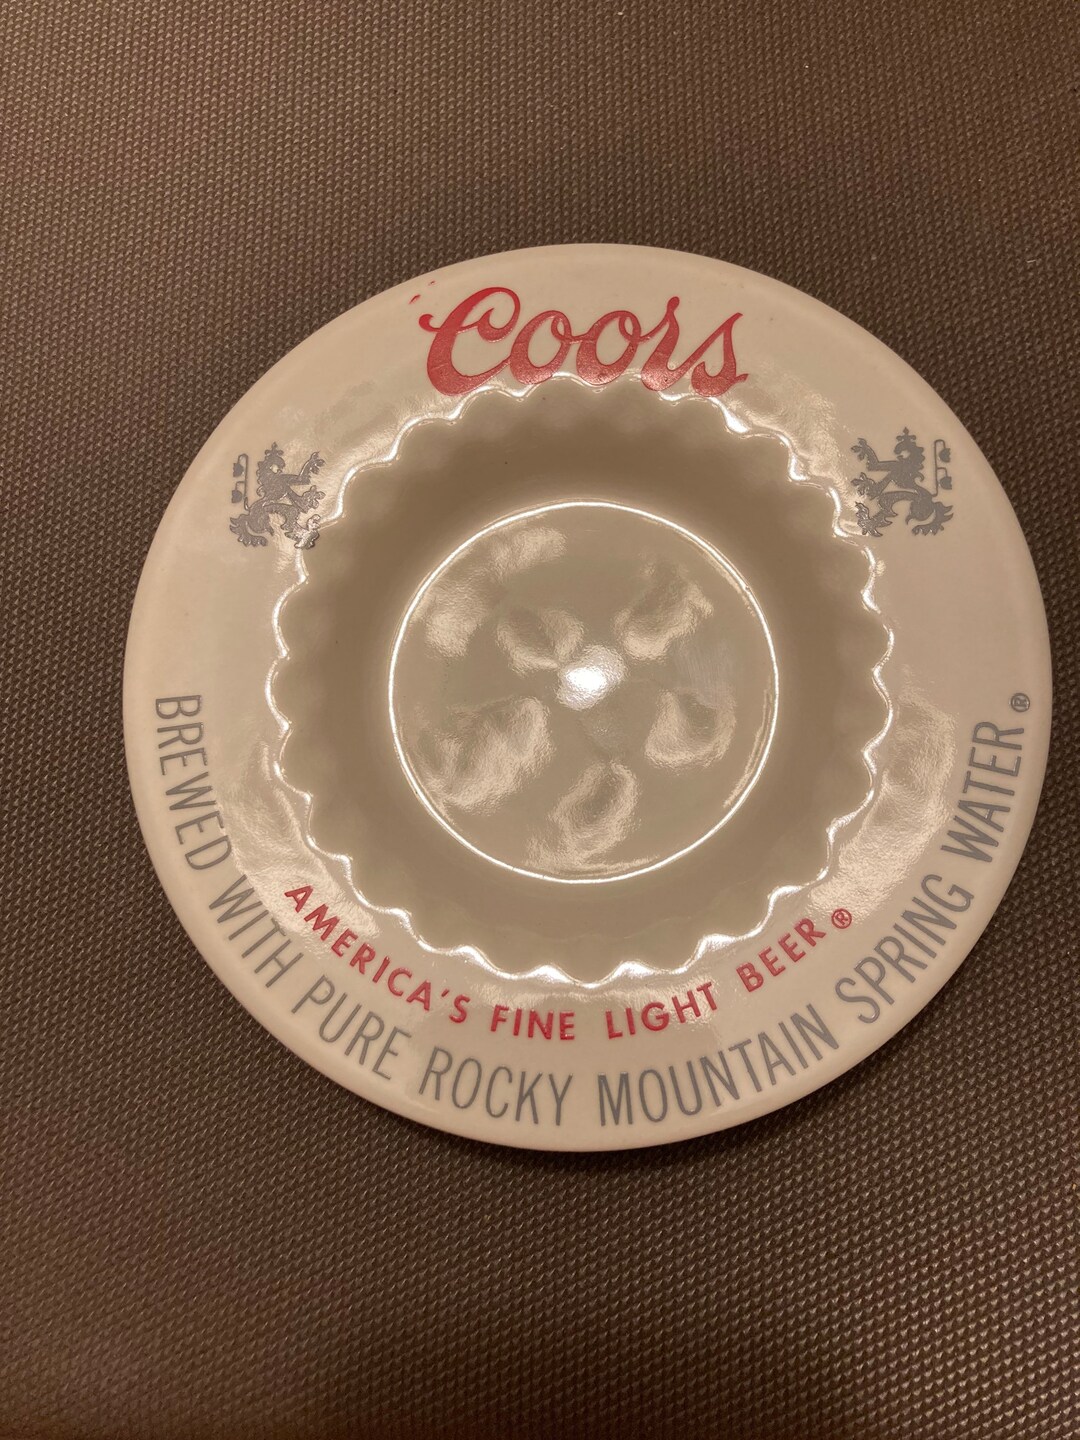 Coors
AMERICA'S FINE LIGHT BEER®
BREWED WITH PURE ROCKY MOUNTAIN SPRING WATER®